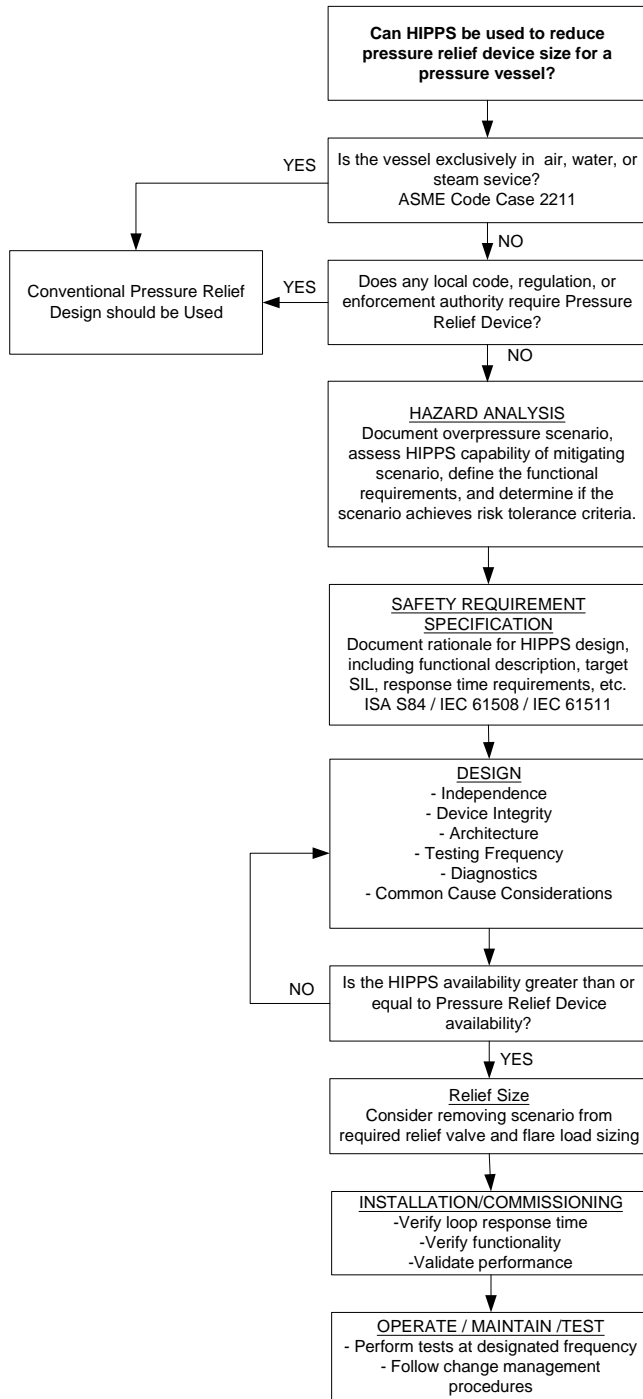 Can HIPPS be used to reduce
pressure relief device size for a
pressure vessel?
YES
Is the vessel exclusively in air, water, or
steam sevice?
ASME Code Case 2211
NO
Conventional Pressure Relief
Design should be Used
YES
Does any local code, regulation, or
enforcement authority require Pressure
Relief Device?
NO
HAZARD ANALYSIS
Document overpressure scenario,
assess HIPPS capability of mitigating
scenario, define the functional
requirements, and determine if the
scenario achieves risk tolerance criteria.
SAFETY REQUIREMENT
SPECIFICATION
Document rationale for HIPPS design,
including functional description, target
SIL, response time requirements, etc.
ISA S84 / IEC 61508 / IEC 61511
DESIGN
- Independence
- Device Integrity
- Architecture
- Testing Frequency
- Diagnostics
- Common Cause Considerations
NO
Is the HIPPS availability greater than or
equal to Pressure Relief Device
availability?
YES
Relief Size
Consider removing scenario from
required relief valve and flare load sizing
INSTALLATION/COMMISSIONING
-Verify loop response time
-Verify functionality
-Validate performance
OPERATE / MAINTAIN /TEST
- Perform tests at designated frequency
- Follow change management
procedures